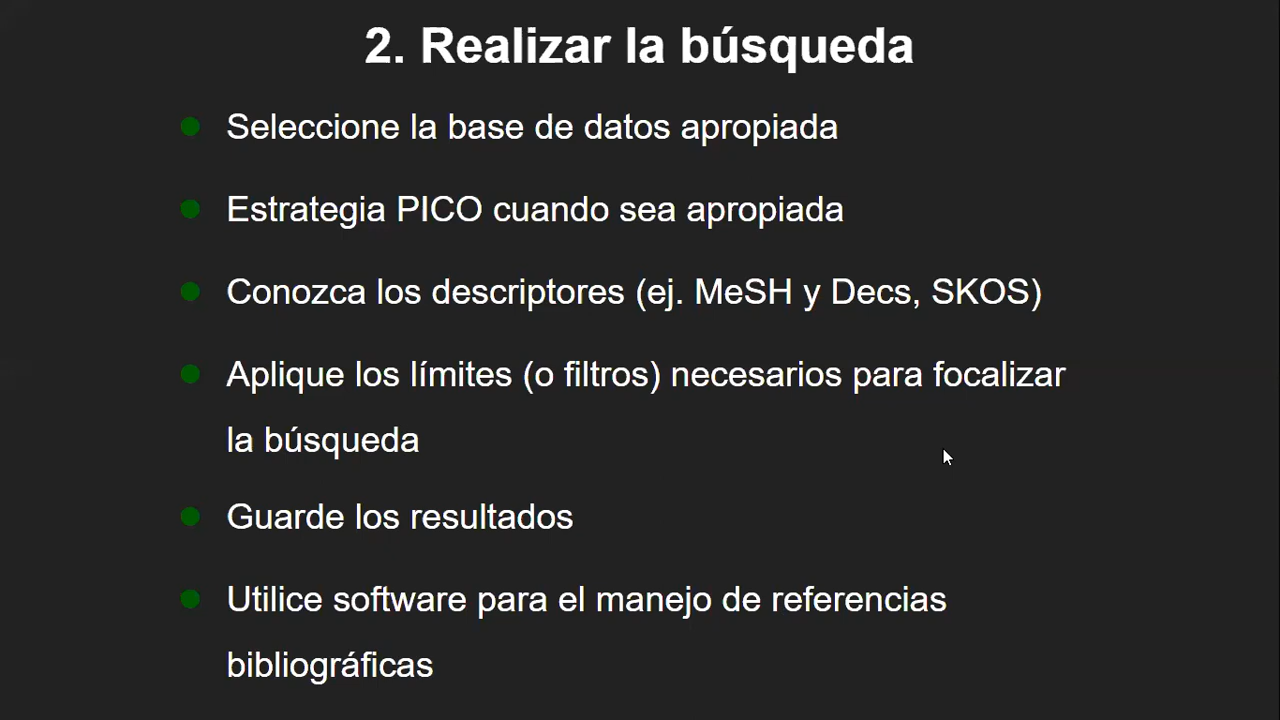 2. Realizar la búsqueda
Seleccione la base de datos apropiada
Estrategia PICO cuando sea apropiada
Conozca los descriptores (ej. MeSH y Decs, SKOS)
Aplique los límites (o filtros) necesarios para focalizar
la búsqueda
Guarde los resultados
Utilice software para el manejo de referencias
bibliográficas